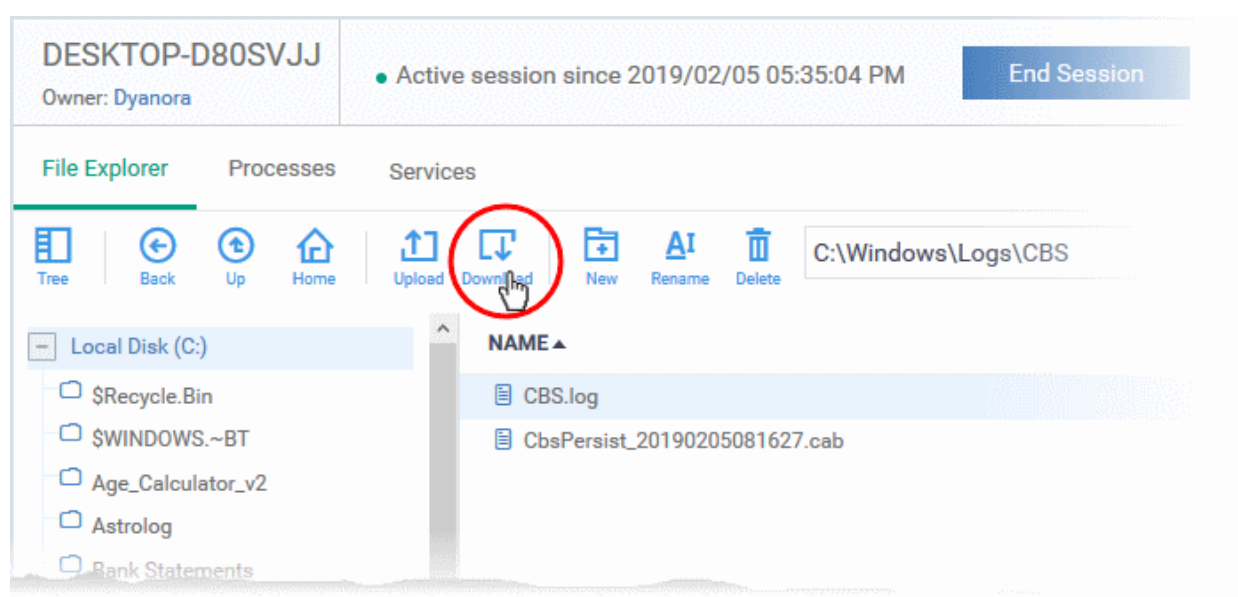 DESKTOP-D80SVJJ
Owner: Dyanora
Active session since 2019/02/05 05:35:04 PM
End Session
File Explorer Processes Services
Tree Back Up Home Upload Download New Rename Delete
C:\Windows\Logs\CBS
Local Disk (C:)
$Recycle.Bin
$WINDOWS.~BT
Age_Calculator_v2
Astrolog
Bank Statements
NAME
CBS.log
CbsPersist_20190205081627.cab